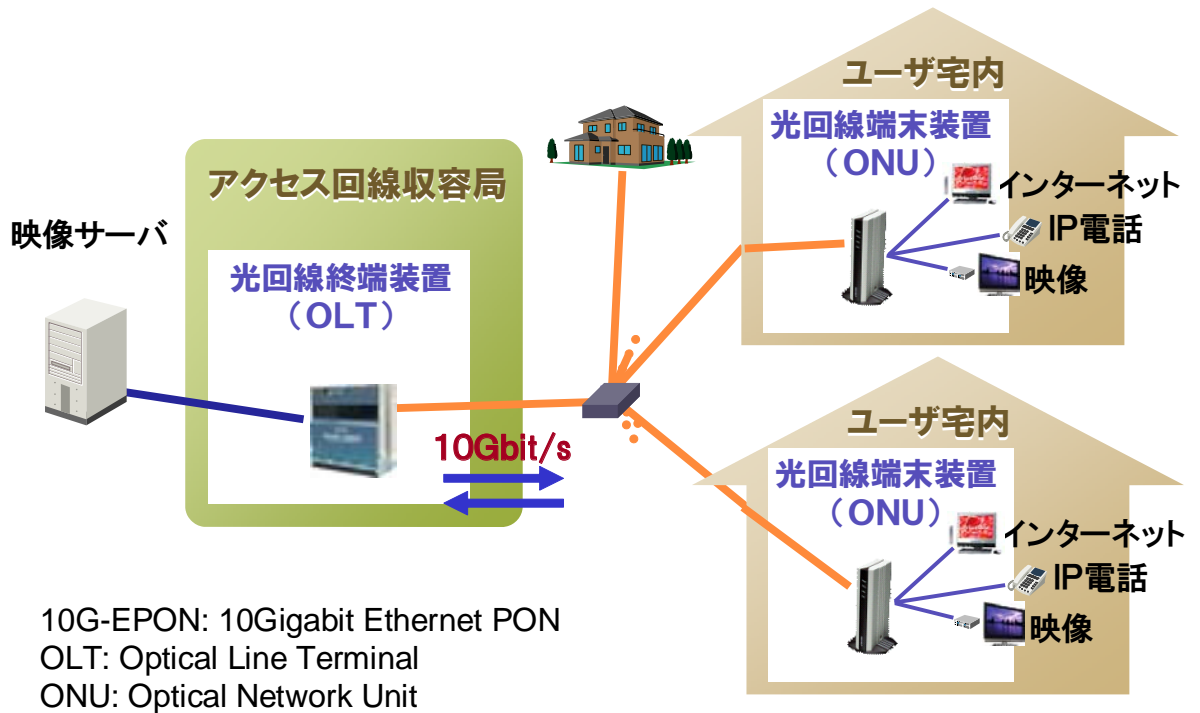 映像サーバ
アクセス回線収容局
光回線終端装置
（OLT）
10Gbit/s
ユーザ宅内
光回線端末装置
（ONU）
インターネット
IP電話
映像
ユーザ宅内
光回線端末装置
（ONU）
インターネット
IP電話
映像
10G-EPON: 10Gigabit Ethernet PON
OLT: Optical Line Terminal
ONU: Optical Network Unit